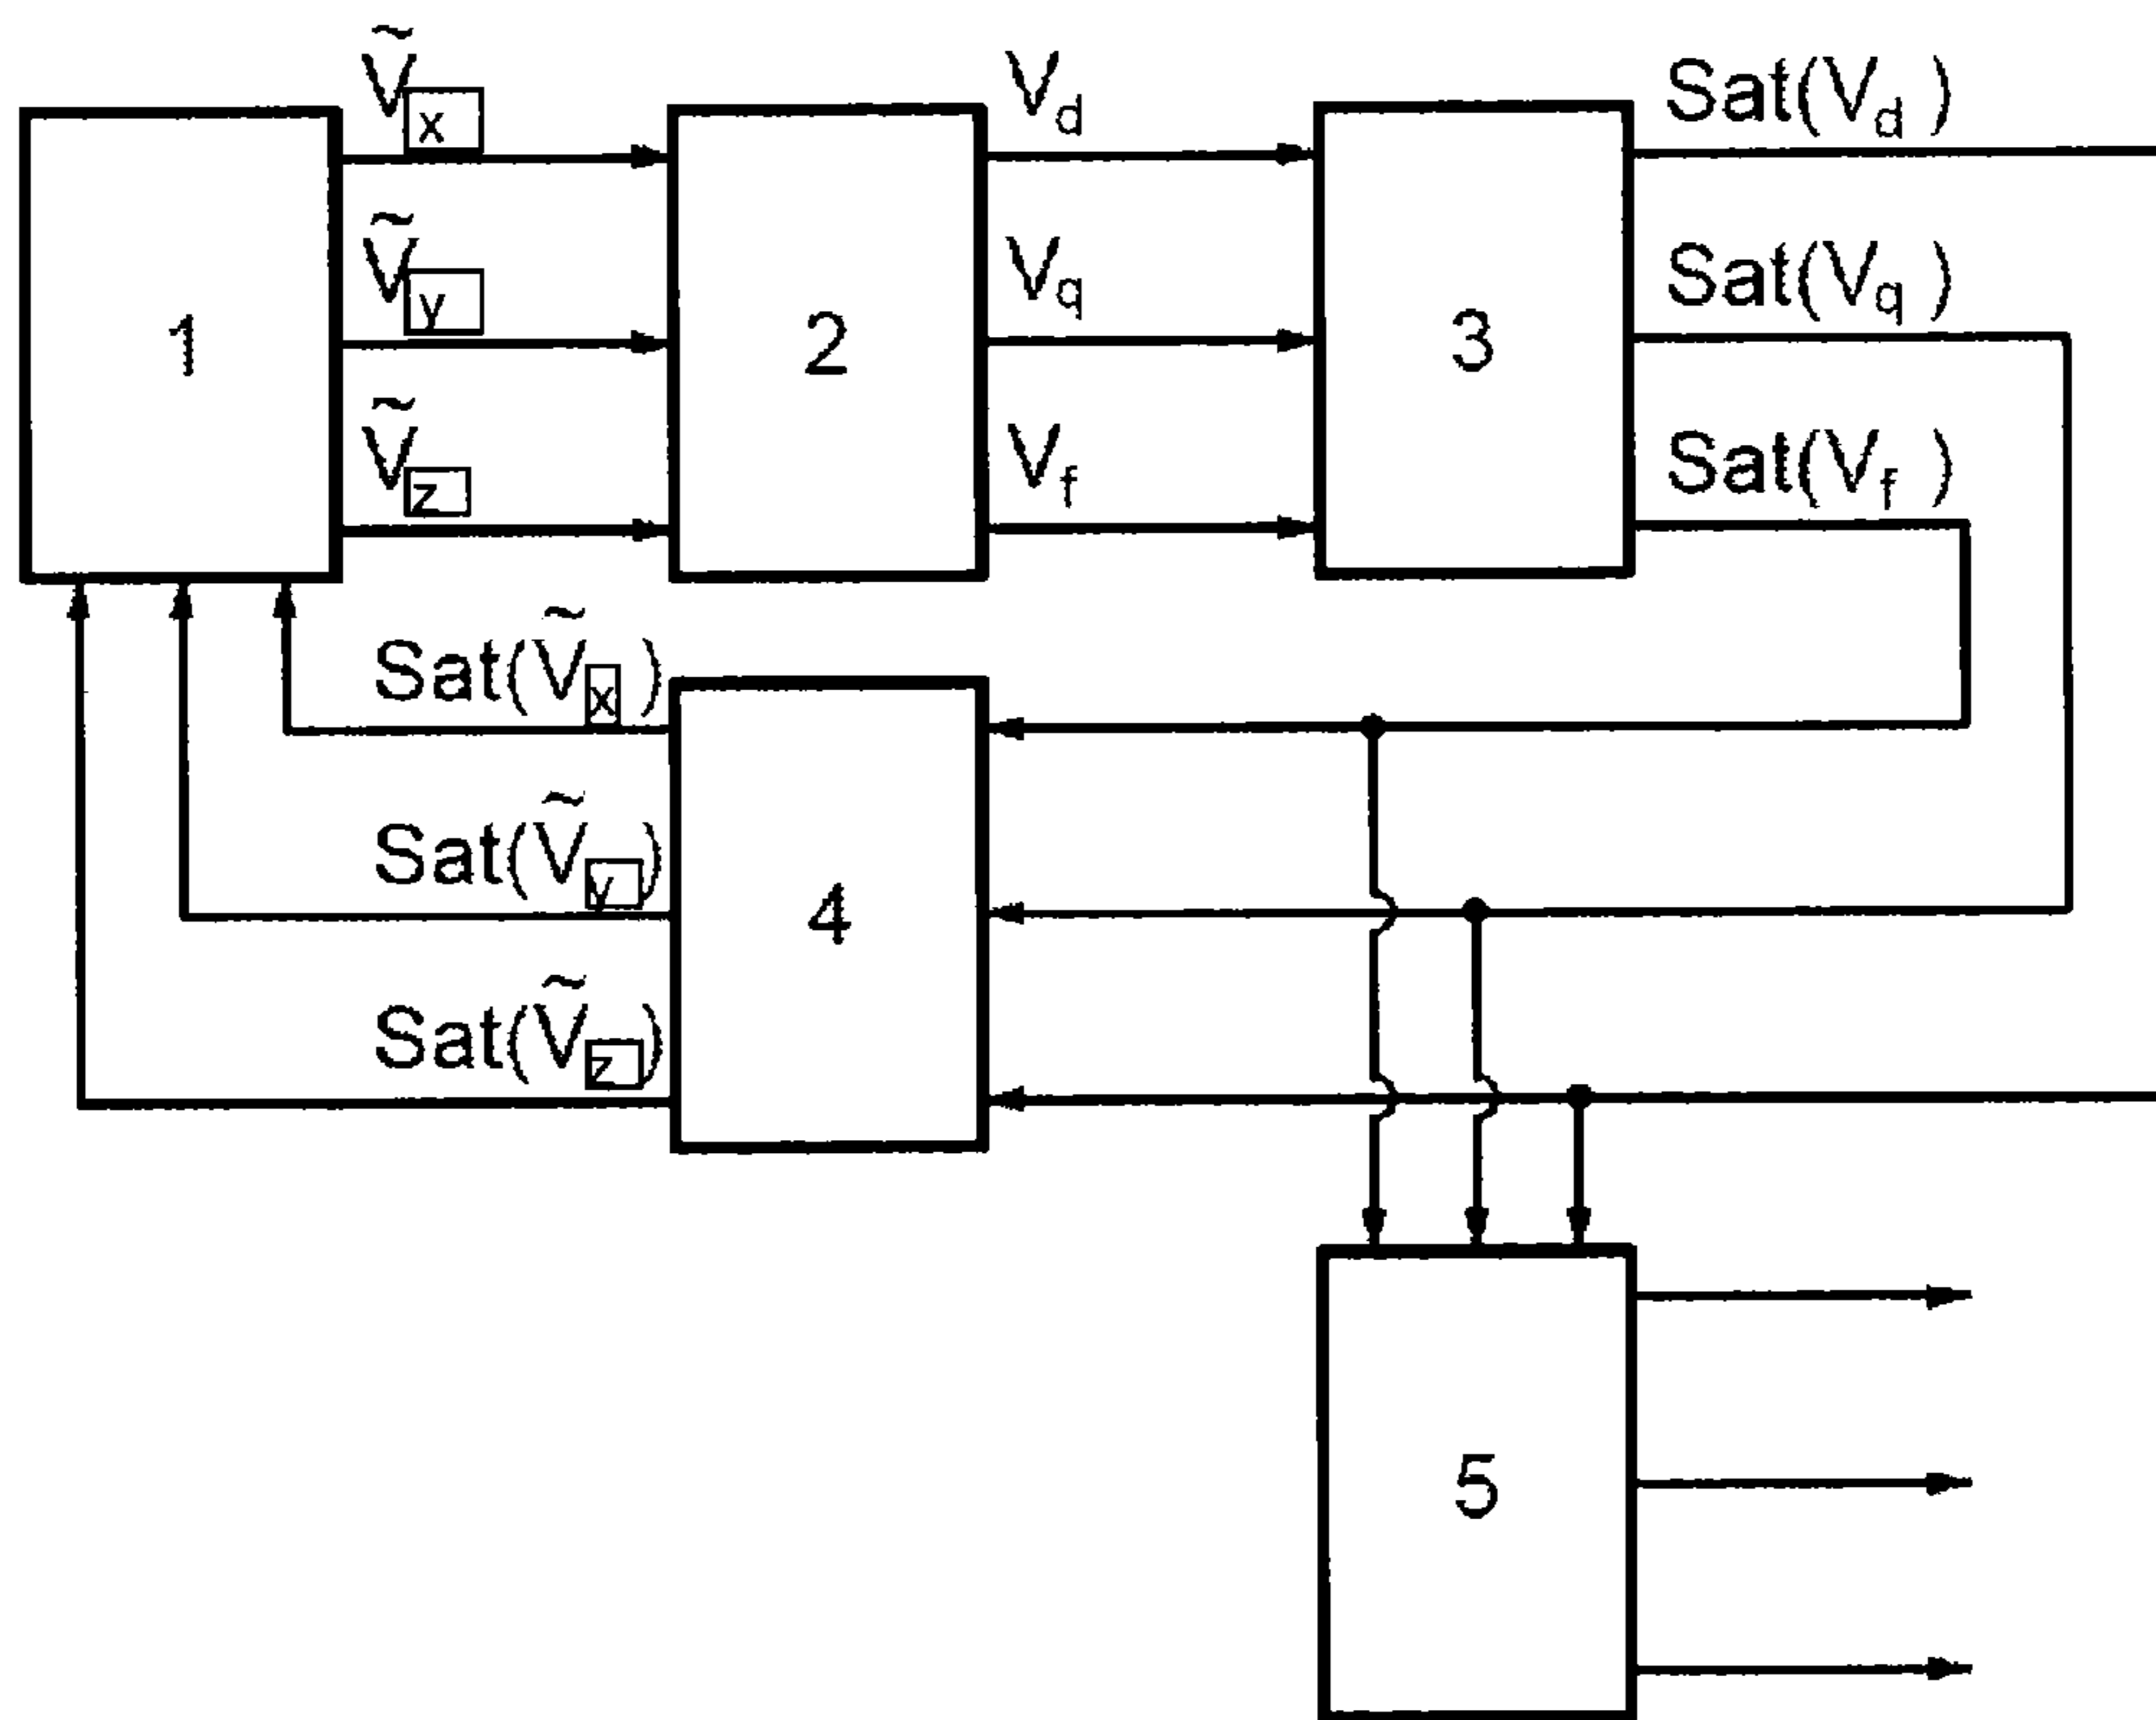 Ṽx
Vd
Sat(Vd )
Ṽy
Vq
Sat(Vq )
1
2
3
Ṽz
Vf
Sat(Vf )
Sat(Ṽx )
Sat(Ṽy )
4
Sat(Ṽz )
5